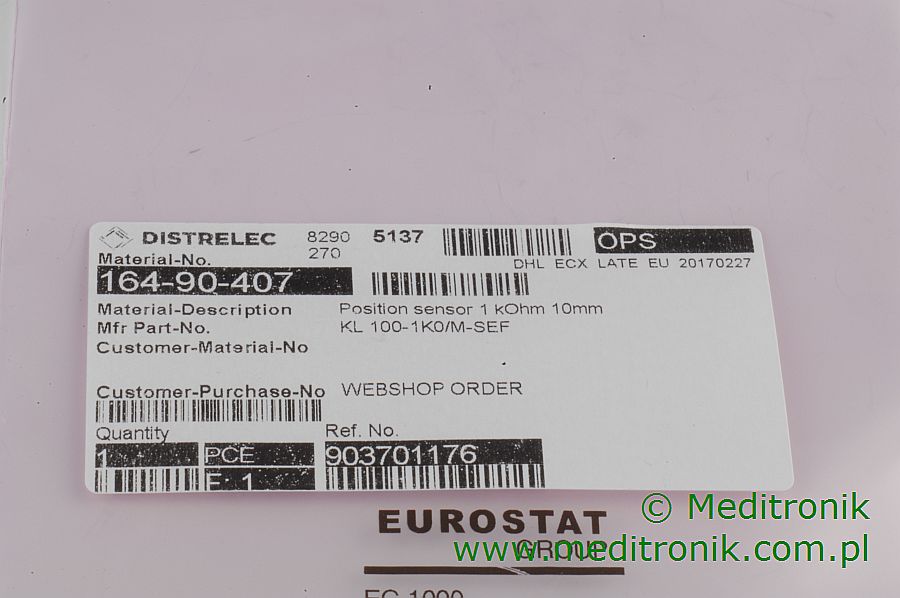 DISTRELEC 8290 5137 OPS
270
Material-No. DHL ECX LATE EU 20170227
164-90-407
Material-Description Position sensor 1 kOhm 10mm
Mfr Part-No. KL 100-1K0/M-SEF
Customer-Material-No
Customer-Purchase-No WEBSHOP ORDER
Quantity Ref. No.
1 PCE 903701176
F: 1
© Meditronik
EUROSTAT
GROUP
www.meditronik.com.pl